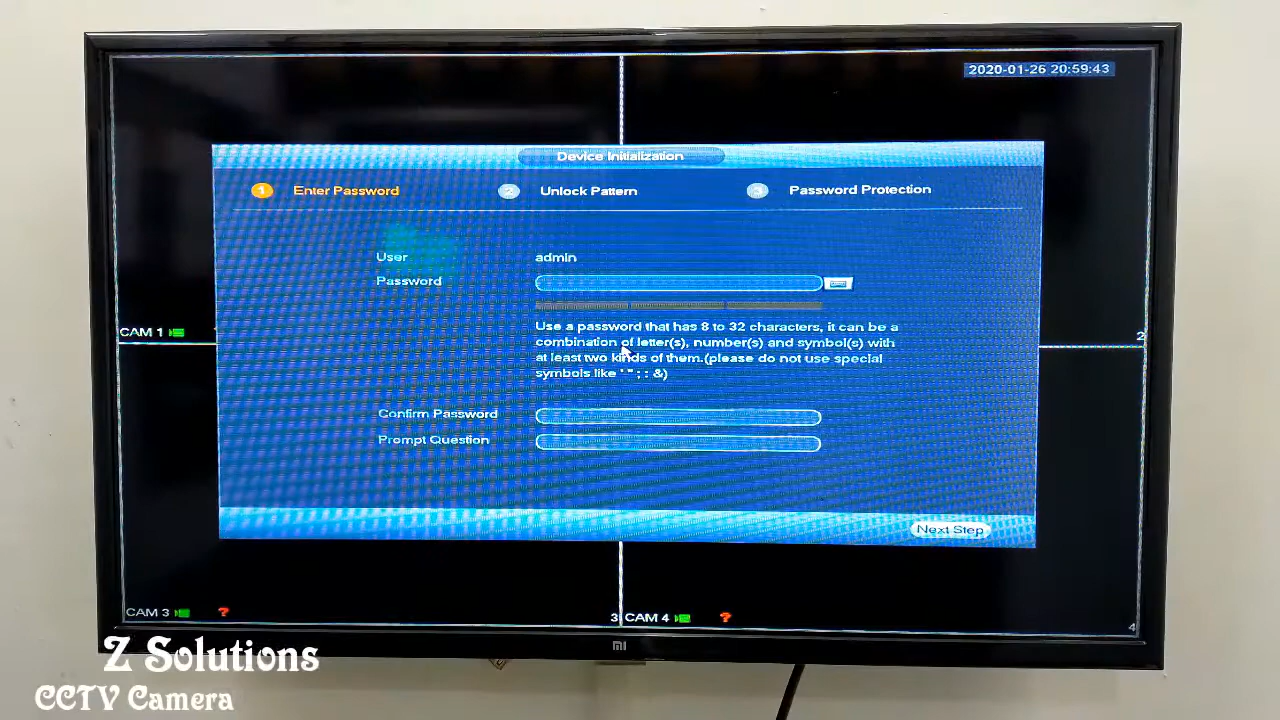 2020-01-26 20:59:43
Device Initialization
1 Enter Password 2 Unlock Pattern 3 Password Protection
User admin
Password
Use a password that has 8 to 32 characters, it can be a
combination of letter(s), number(s) and symbol(s) with
at least two kinds of them.(please do not use special
symbols like ' " ; : &)
CAM 1
2
Confirm Password
Prompt Question
Next Step
CAM 3 ? 3 CAM 4 ? 4
mi
Z Solutions
CCTV Camera